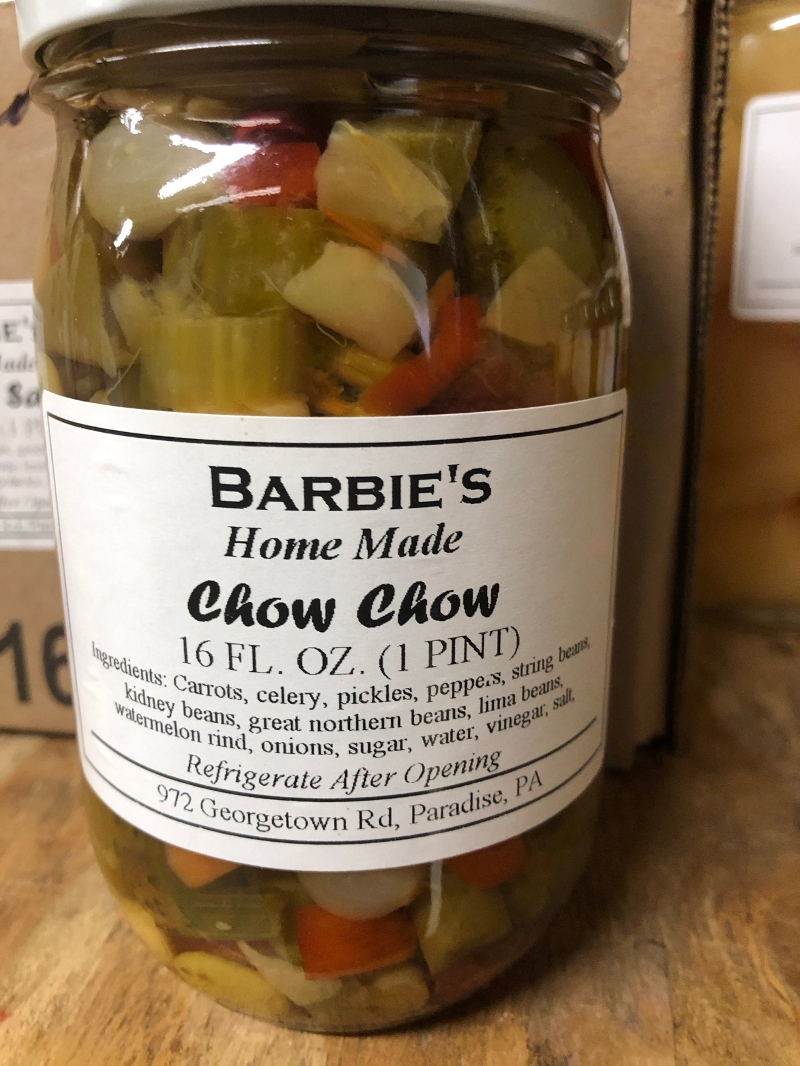 BARBIE'S
Home Made
Chow Chow
16 FL. OZ. (1 PINT)
Ingredients: Carrots, celery, pickles, peppers, string beans,
kidney beans, great northern beans, lima beans,
watermelon rind, onions, sugar, water, vinegar, salt,
Refrigerate After Opening
972 Georgetown Rd, Paradise, PA
16